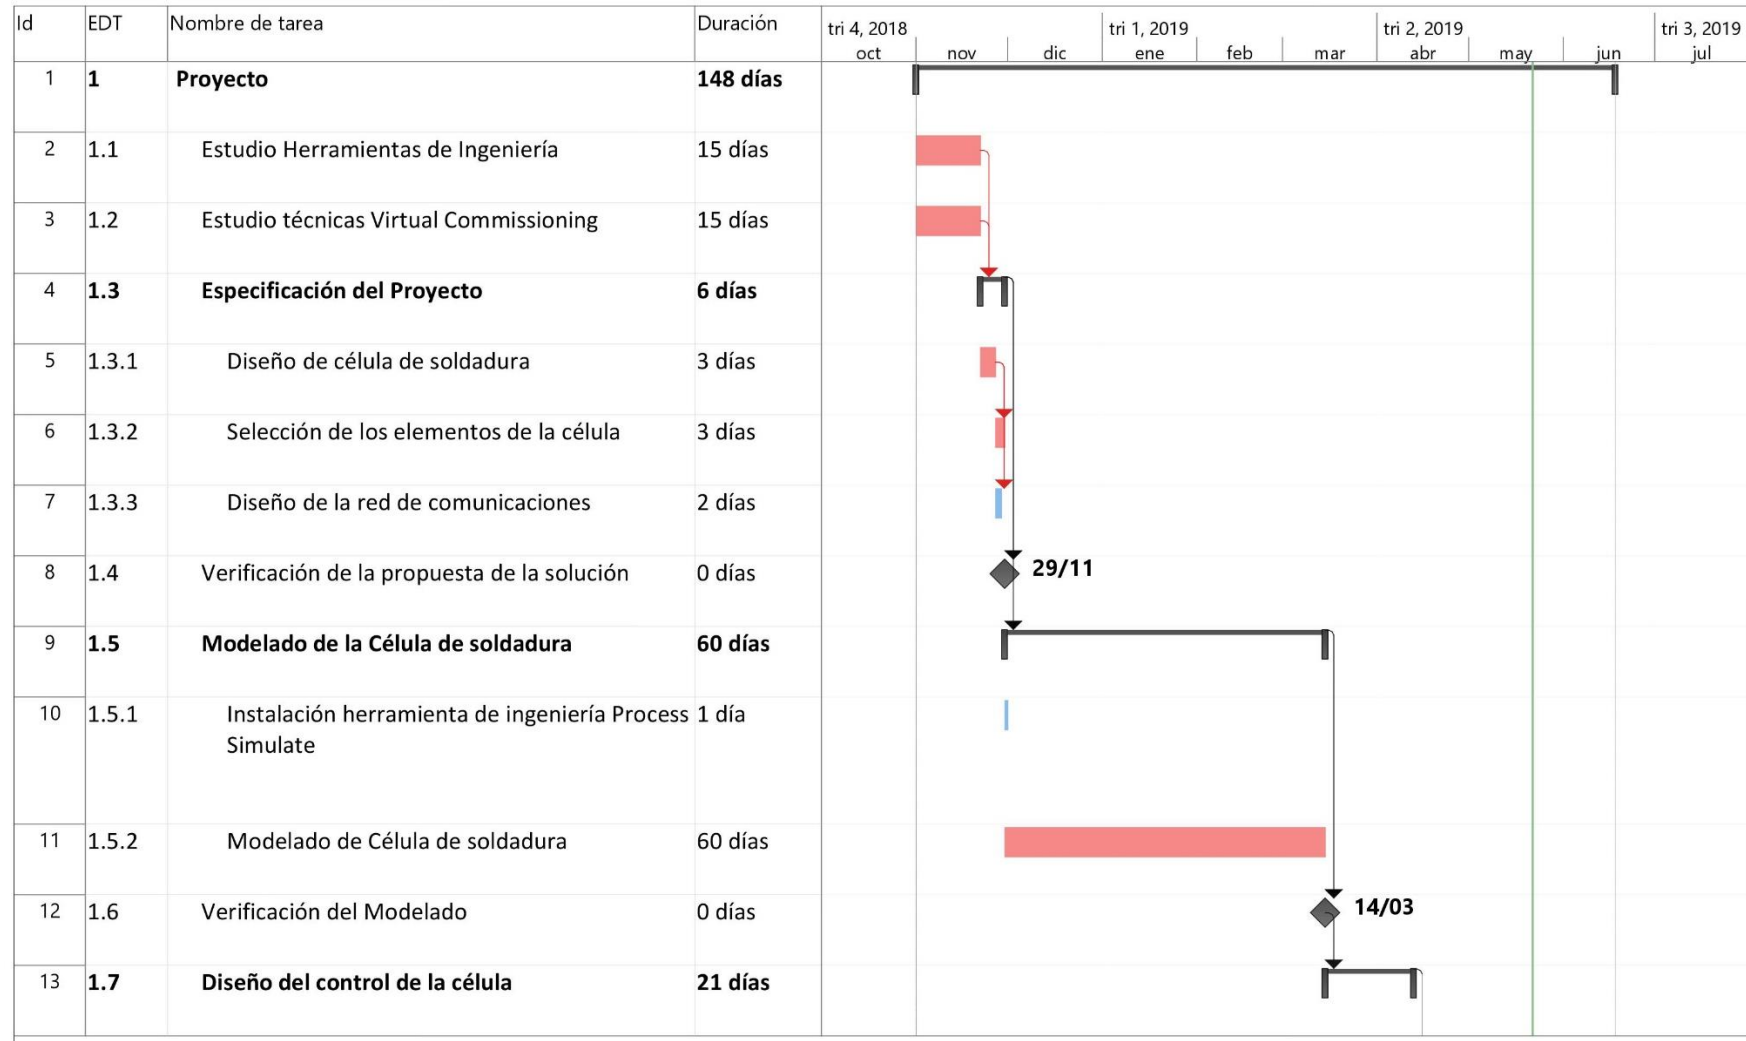 Id EDT Nombre de tarea Duración tri 4, 2018 tri 1, 2019 tri 2, 2019 tri 3, 2019
oct nov dic ene feb mar abr may jun jul
1 1 Proyecto 148 días
2 1.1 Estudio Herramientas de Ingeniería 15 días
3 1.2 Estudio técnicas Virtual Commissioning 15 días
4 1.3 Especificación del Proyecto 6 días
5 1.3.1 Diseño de célula de soldadura 3 días
6 1.3.2 Selección de los elementos de la célula 3 días
7 1.3.3 Diseño de la red de comunicaciones 2 días
8 1.4 Verificación de la propuesta de la solución 0 días 29/11
9 1.5 Modelado de la Célula de soldadura 60 días
10 1.5.1 Instalación herramienta de ingeniería Process 1 día
Simulate
11 1.5.2 Modelado de Célula de soldadura 60 días
12 1.6 Verificación del Modelado 0 días 14/03
13 1.7 Diseño del control de la célula 21 días